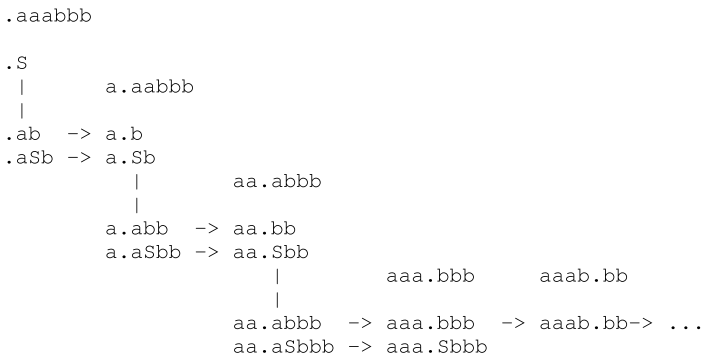 .aaabbb
.S
|         a.aabbb
|
.ab  -> a.b
.aSb -> a.Sb
|         aa.abbb
|
a.abb  -> aa.bb
a.aSbb -> aa.Sbb
|         aaa.bbb     aaab.bb
|
aa.abbb  -> aaa.bbb  -> aaab.bb-> ...
aa.aSbbb -> aaa.Sbbb